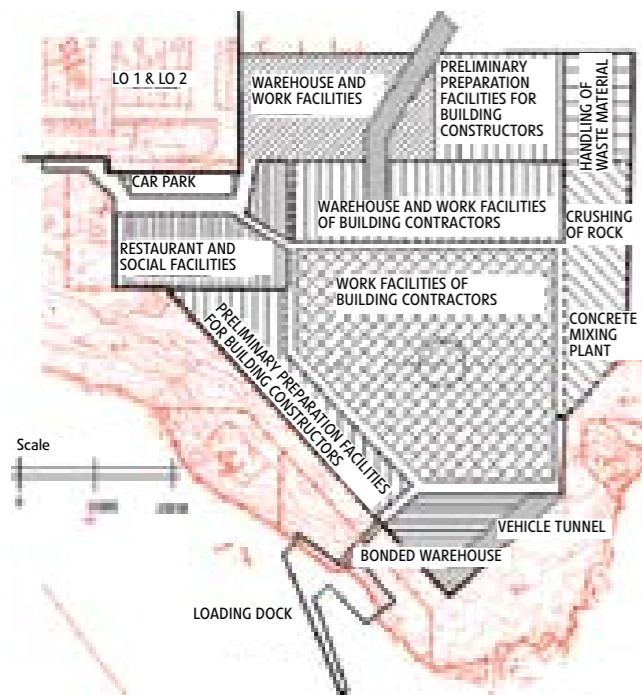 LO 1 & LO 2
WAREHOUSE AND
WORK FACILITIES
PRELIMINARY
PREPARATION
FACILITIES FOR
BUILDING
CONSTRUCTORS
HANDLING OF
WASTE MATERIAL
CAR PARK
WAREHOUSE AND WORK FACILITIES
OF BUILDING CONTRACTORS
CRUSHING
OF ROCK
RESTAURANT AND
SOCIAL FACILITIES
WORK FACILITIES OF
BUILDING CONTRACTORS
PRELIMINARY PREPARATION FACILITIES
FOR BUILDING CONSTRUCTORS
CONCRETE
MIXING
PLANT
Scale
0
VEHICLE TUNNEL
BONDED WAREHOUSE
LOADING DOCK